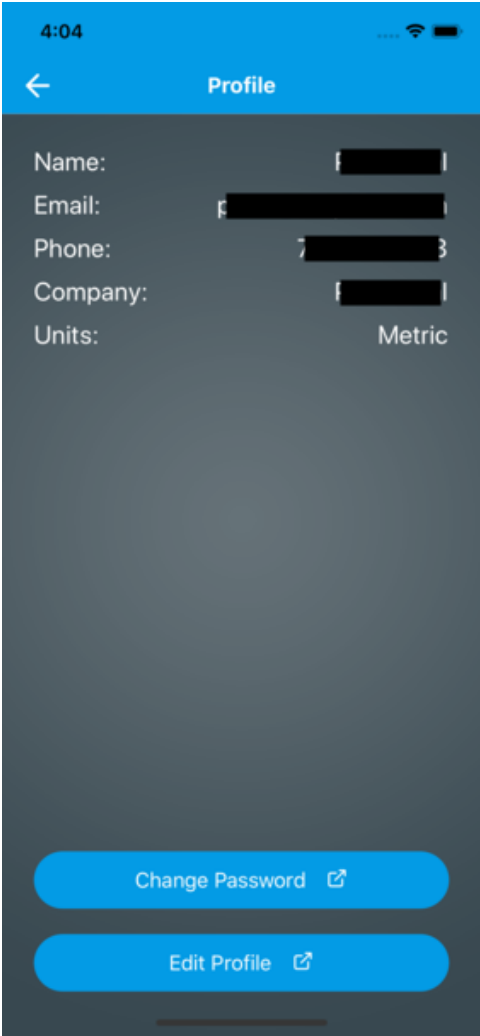 4:04
Profile
Name:
Email:
Phone:
Company:
Units: Metric
Change Password
Edit Profile